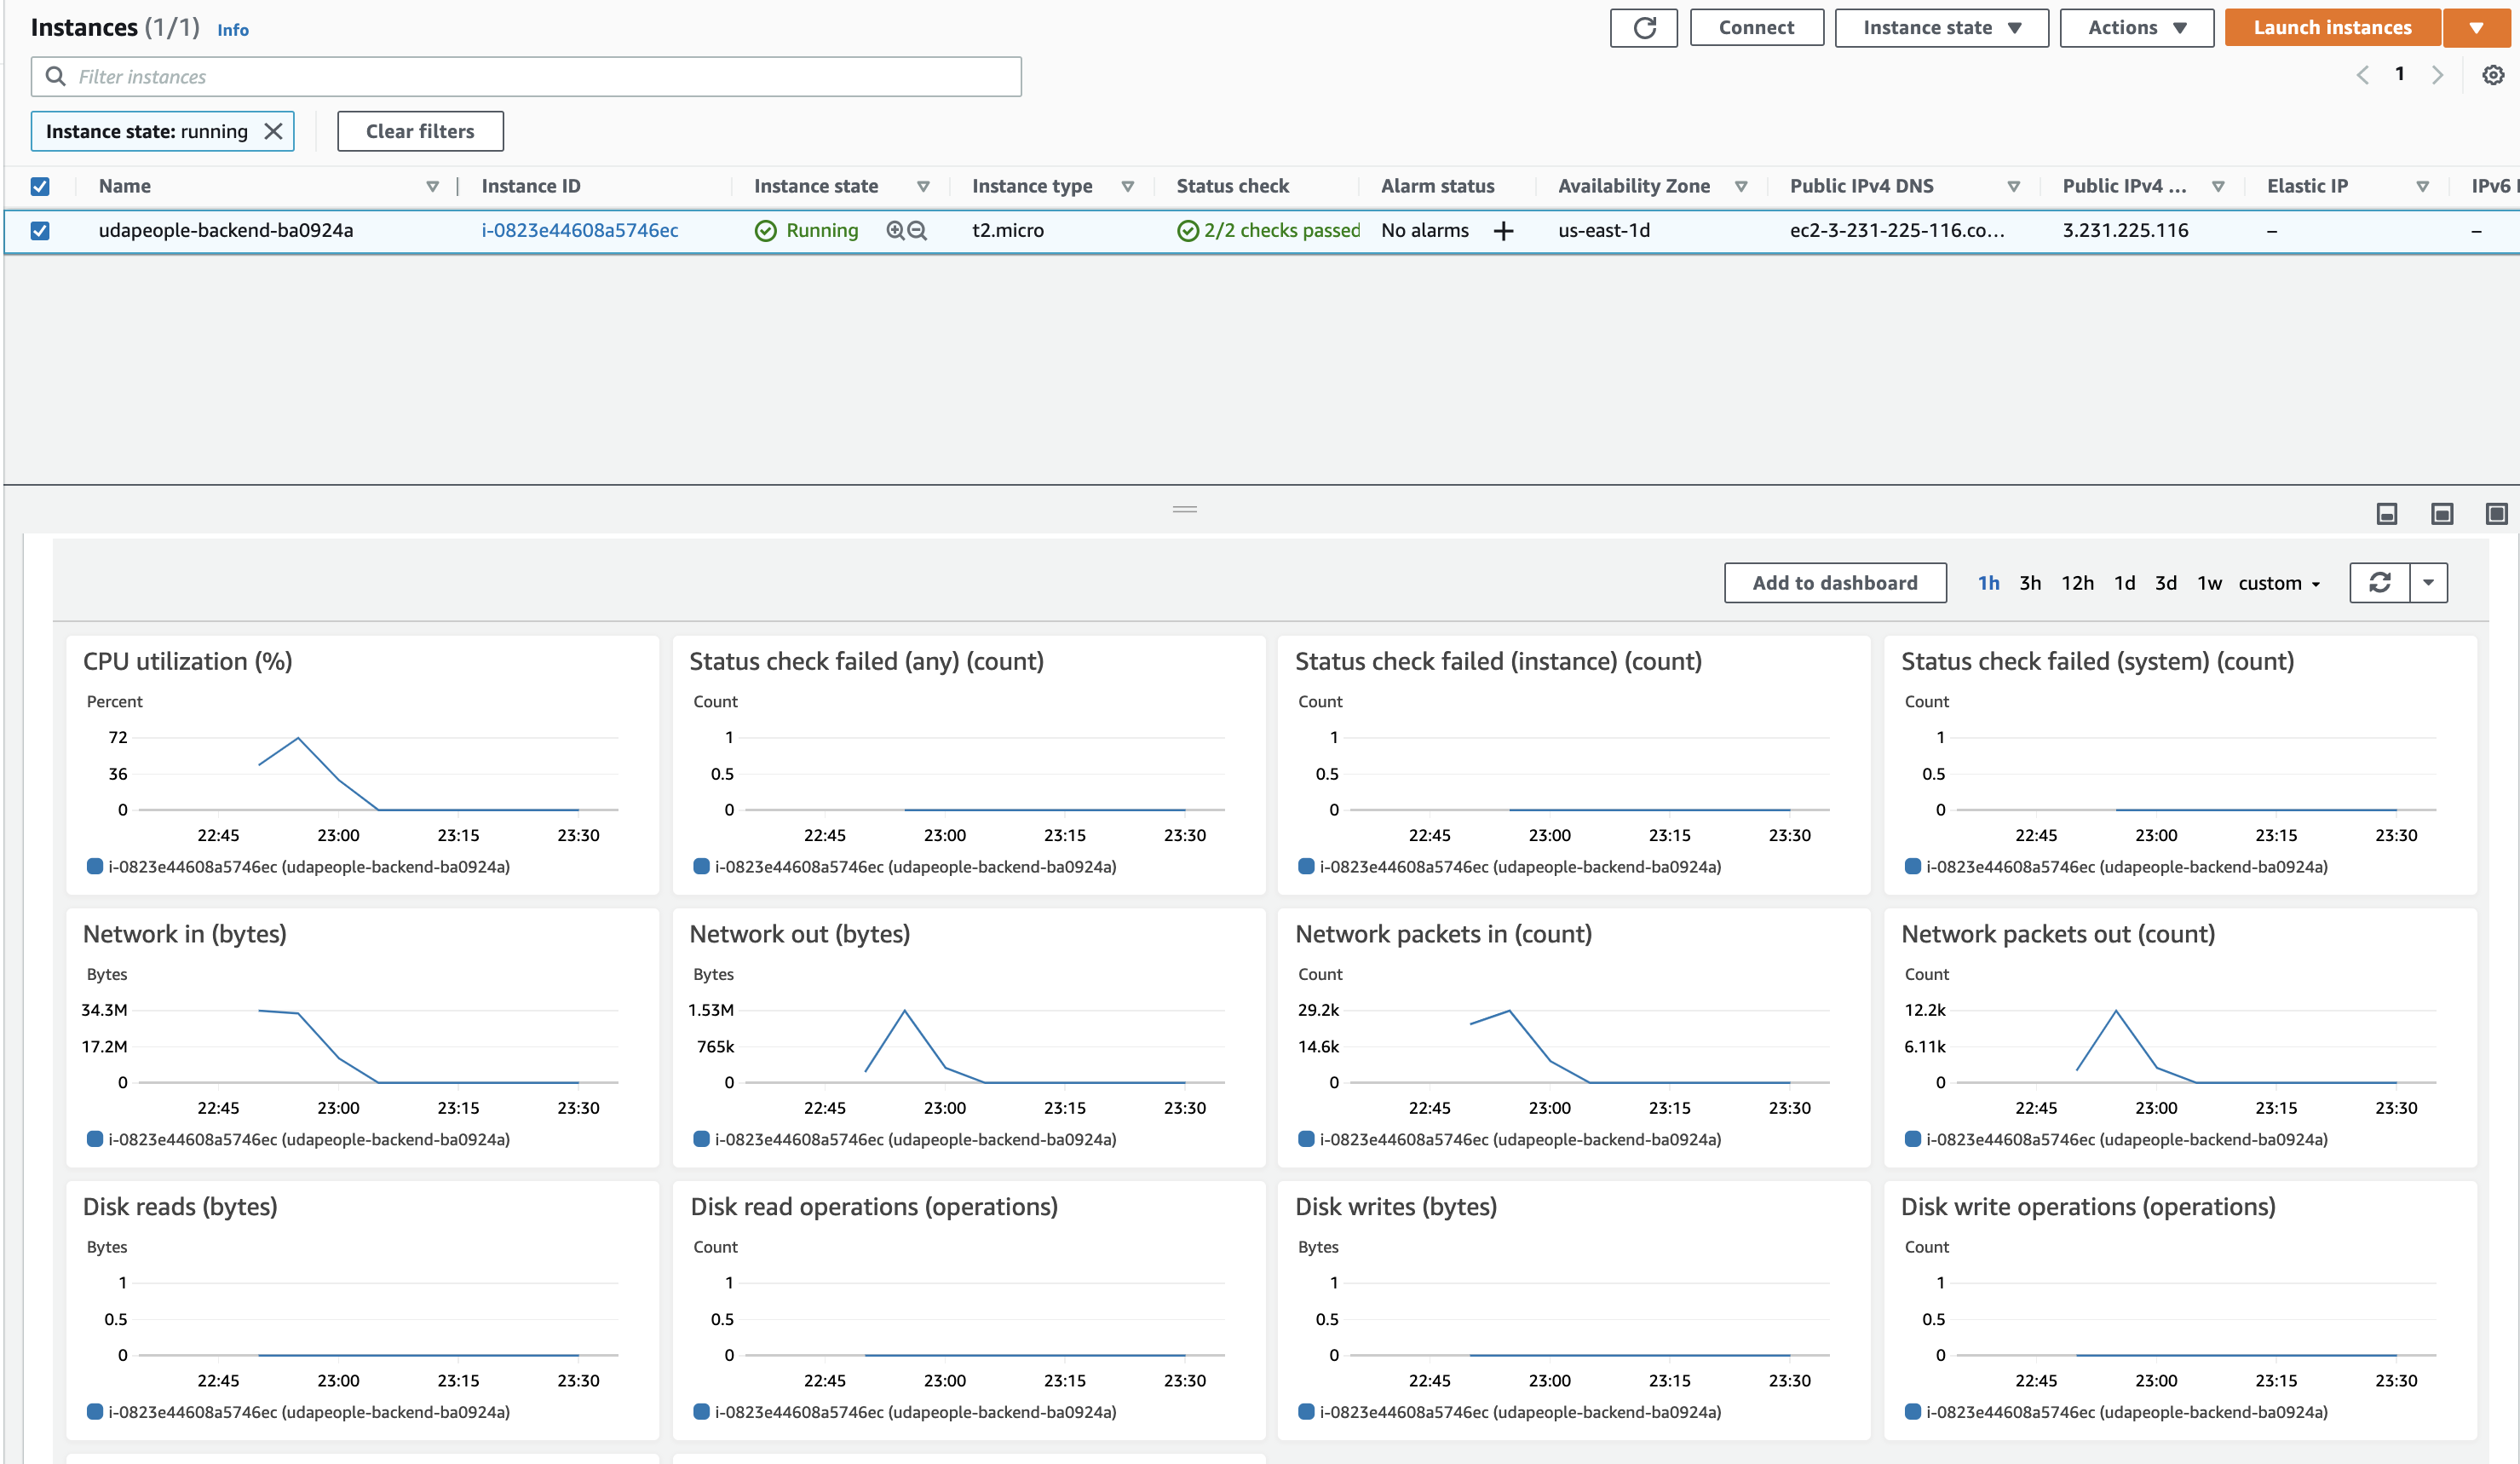 Instances (1/1) Info
Connect Instance state Actions Launch instances
Filter instances
1
Instance state: running Clear filters
Name Instance ID Instance state Instance type Status check Alarm status Availability Zone Public IPv4 DNS Public IPv4 ... Elastic IP IPv6
udapeople-backend-ba0924a i-0823e44608a5746ec Running t2.micro 2/2 checks passed No alarms + us-east-1d ec2-3-231-225-116.co... 3.231.225.116 – –
Add to dashboard 1h 3h 12h 1d 3d 1w custom
CPU utilization (%)
Percent
72
36
0
22:45 23:00 23:15 23:30
i-0823e44608a5746ec (udapeople-backend-ba0924a)
Status check failed (any) (count)
Count
1
0.5
0
22:45 23:00 23:15 23:30
i-0823e44608a5746ec (udapeople-backend-ba0924a)
Status check failed (instance) (count)
Count
1
0.5
0
22:45 23:00 23:15 23:30
i-0823e44608a5746ec (udapeople-backend-ba0924a)
Status check failed (system) (count)
Count
1
0.5
0
22:45 23:00 23:15 23:30
i-0823e44608a5746ec (udapeople-backend-ba0924a)
Network in (bytes)
Bytes
34.3M
17.2M
0
22:45 23:00 23:15 23:30
i-0823e44608a5746ec (udapeople-backend-ba0924a)
Network out (bytes)
Bytes
1.53M
765k
0
22:45 23:00 23:15 23:30
i-0823e44608a5746ec (udapeople-backend-ba0924a)
Network packets in (count)
Count
29.2k
14.6k
0
22:45 23:00 23:15 23:30
i-0823e44608a5746ec (udapeople-backend-ba0924a)
Network packets out (count)
Count
12.2k
6.11k
0
22:45 23:00 23:15 23:30
i-0823e44608a5746ec (udapeople-backend-ba0924a)
Disk reads (bytes)
Bytes
1
0.5
0
22:45 23:00 23:15 23:30
i-0823e44608a5746ec (udapeople-backend-ba0924a)
Disk read operations (operations)
Count
1
0.5
0
22:45 23:00 23:15 23:30
i-0823e44608a5746ec (udapeople-backend-ba0924a)
Disk writes (bytes)
Bytes
1
0.5
0
22:45 23:00 23:15 23:30
i-0823e44608a5746ec (udapeople-backend-ba0924a)
Disk write operations (operations)
Count
1
0.5
0
22:45 23:00 23:15 23:30
i-0823e44608a5746ec (udapeople-backend-ba0924a)